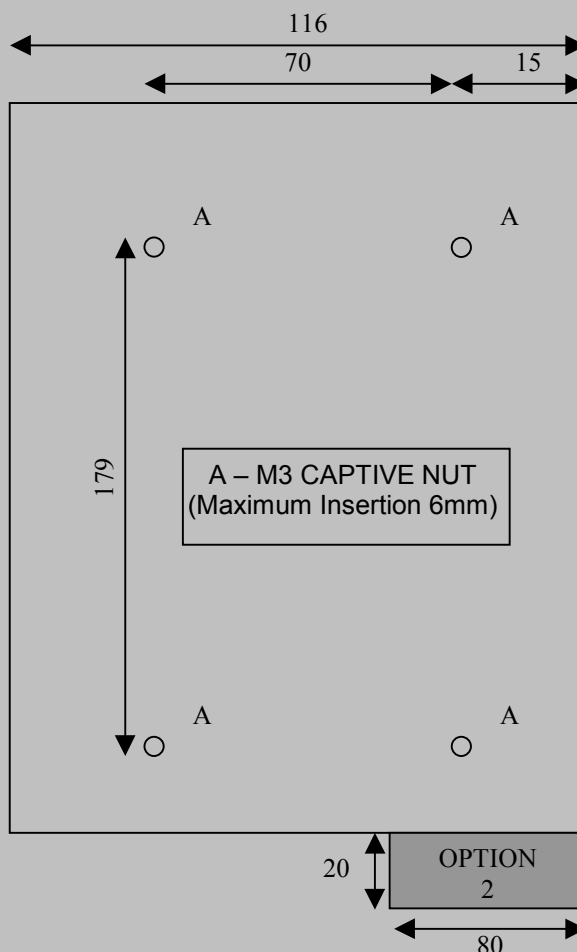 116
70
15
A
A
179
A – M3 CAPTIVE NUT
(Maximum Insertion 6mm)
A
A
20
OPTION
2
80